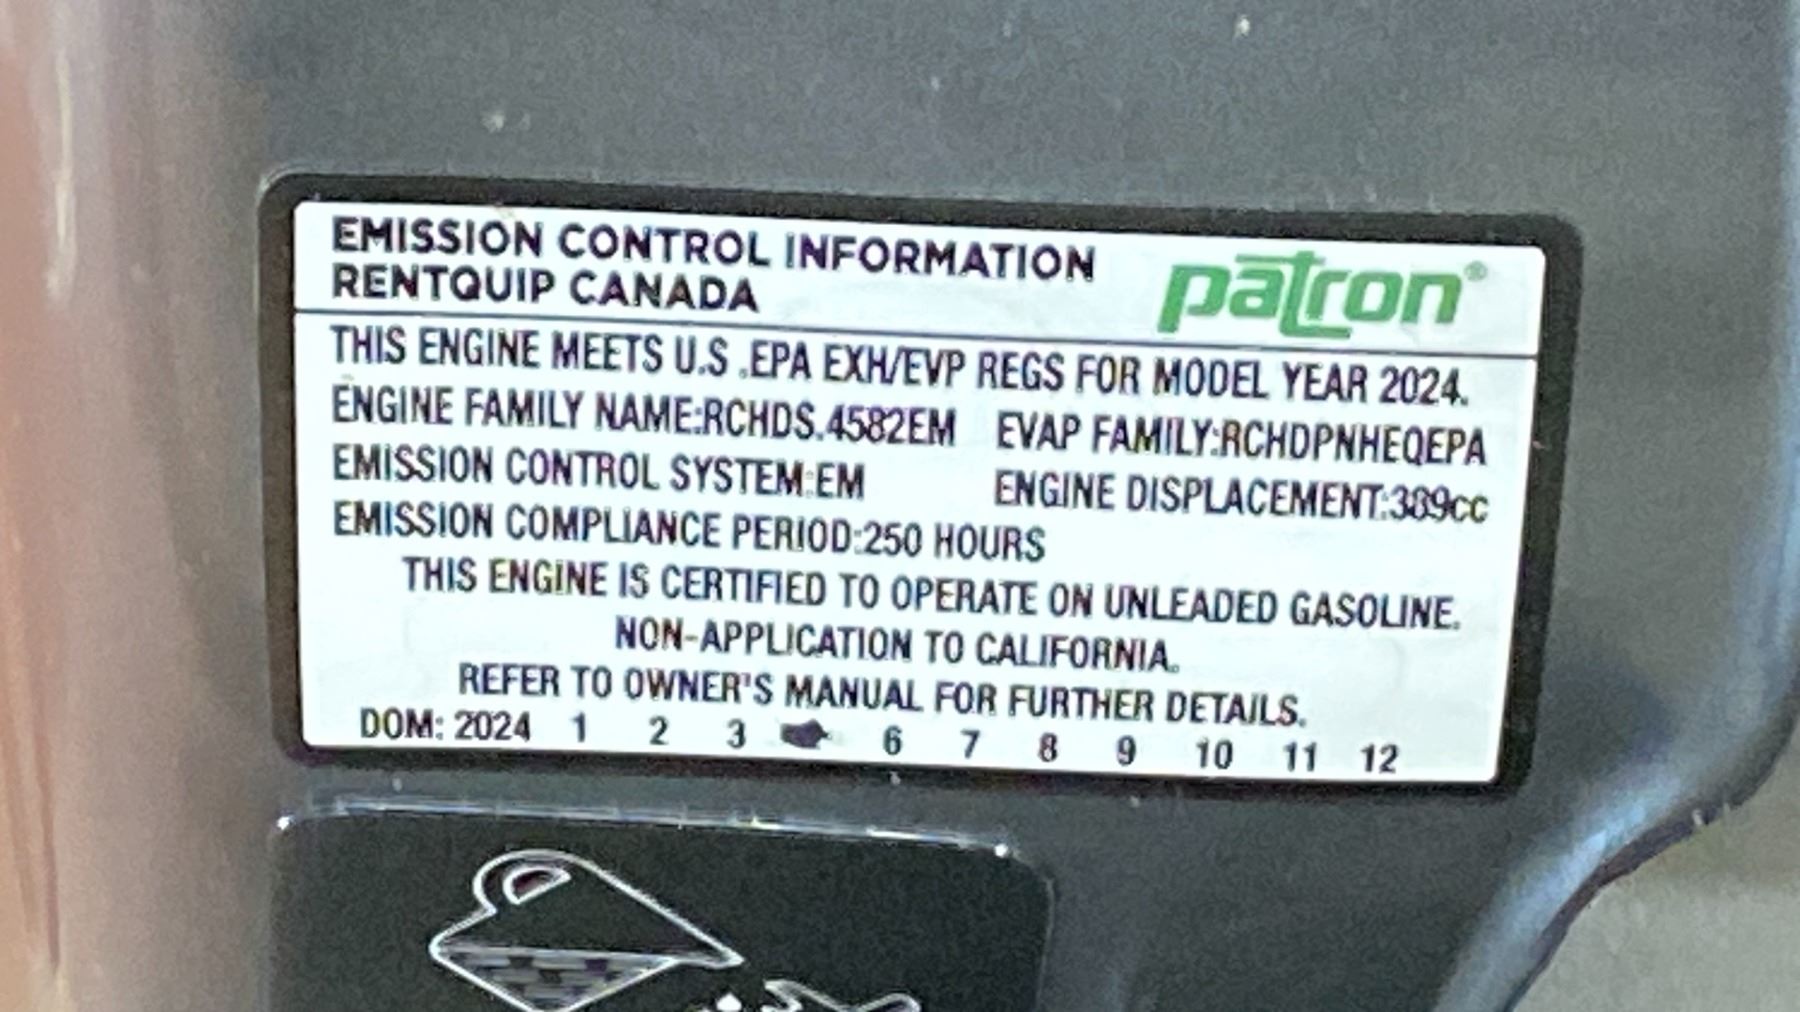 EMISSION CONTROL INFORMATION
RENTQUIP CANADA
patron®
THIS ENGINE MEETS U.S .EPA EXH/EVP REGS FOR MODEL YEAR 2024.
ENGINE FAMILY NAME:RCHDS.4582EM EVAP FAMILY:RCHDPNHEQEPA
EMISSION CONTROL SYSTEM:EM ENGINE DISPLACEMENT:389cc
EMISSION COMPLIANCE PERIOD:250 HOURS
THIS ENGINE IS CERTIFIED TO OPERATE ON UNLEADED GASOLINE.
NON-APPLICATION TO CALIFORNIA.
REFER TO OWNER'S MANUAL FOR FURTHER DETAILS.
DOM: 2024 1 2 3 6 7 8 9 10 11 12